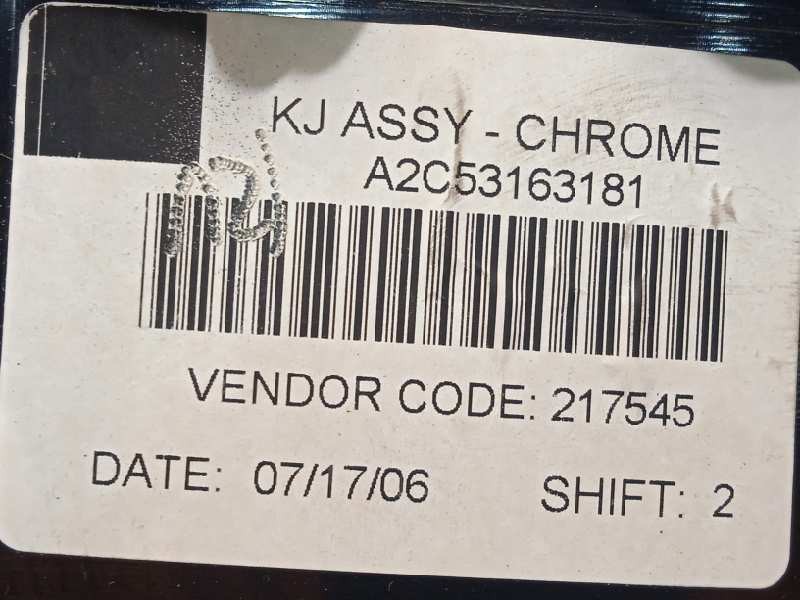 KJ ASSY - CHROME
A2C53163181
VENDOR CODE: 217545
DATE: 07/17/06 SHIFT: 2